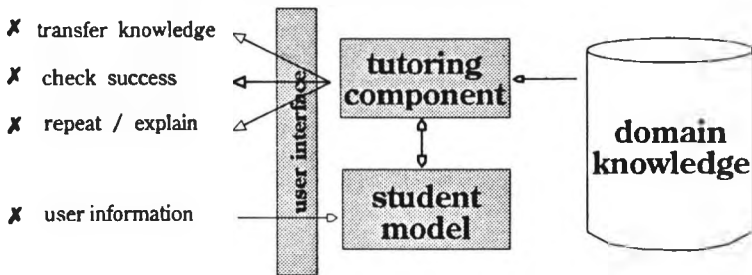 ✗ transfer knowledge
✗ check success
✗ repeat / explain
✗ user information
user interface
tutoring
component
student
model
domain
knowledge